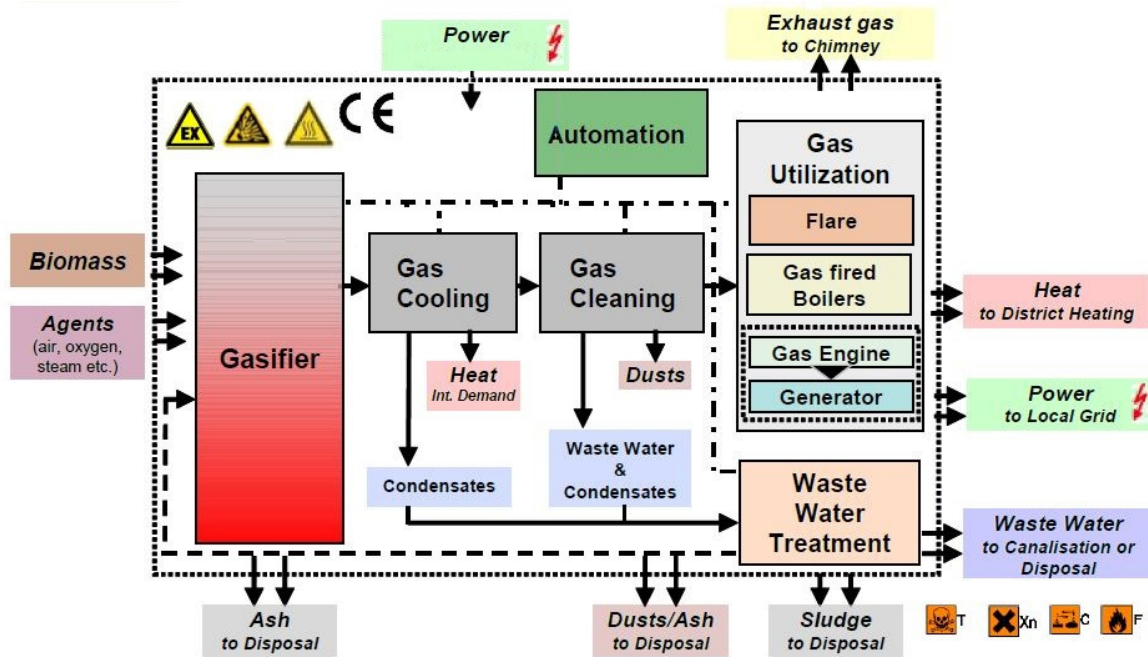 Power
Exhaust gas
to Chimney
EX
CE
Automation
Gas
Utilization
Flare
Gas fired
Boilers
Gas Engine
Generator
Biomass
Agents
(air, oxygen,
steam etc.)
Gasifier
Gas
Cooling
Gas
Cleaning
Heat
Int. Demand
Dusts
Heat
to District Heating
Power
to Local Grid
Condensates
Waste Water
&
Condensates
Waste
Water
Treatment
Waste Water
to Canalisation or
Disposal
Ash
to Disposal
Dusts/Ash
to Disposal
Sludge
to Disposal
T
Xn
C
F